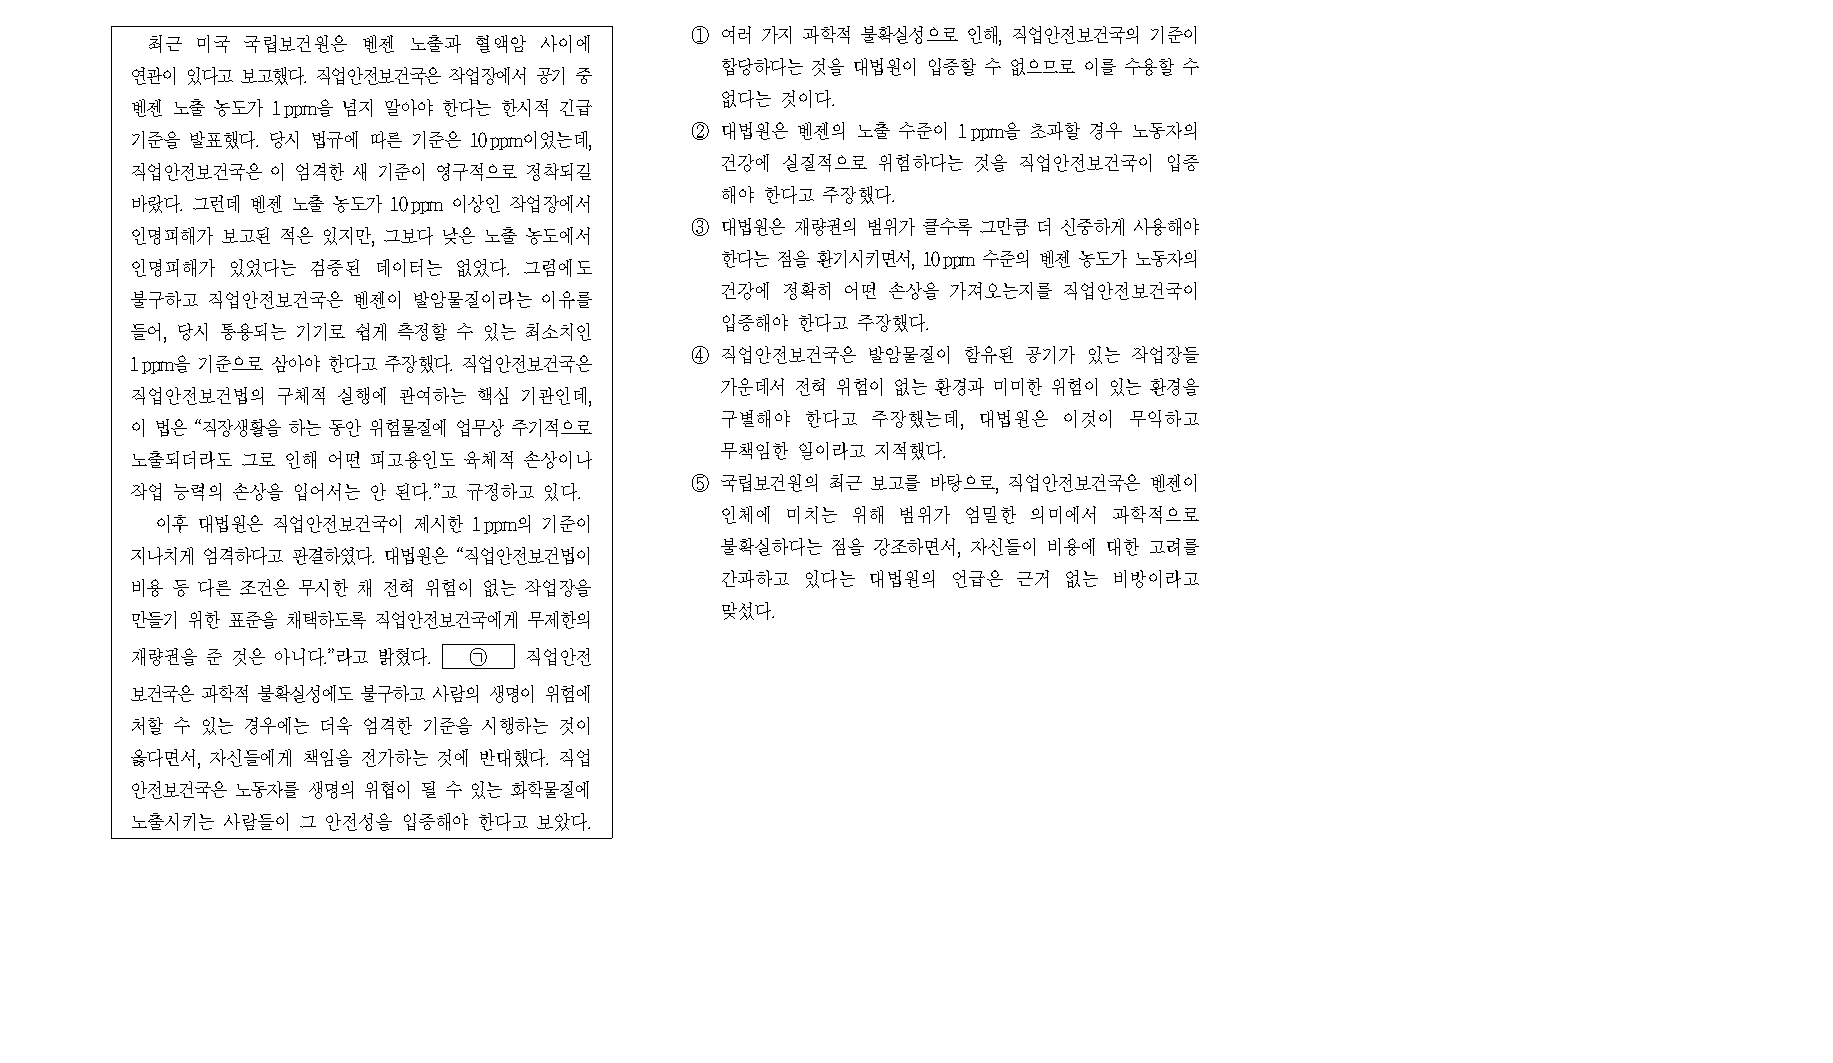 최근 미국 국립보건원은 벤젠 노출과 혈액암 사이에
연관이 있다고 보고했다. 직업안전보건국은 작업장에서 공기 중
벤젠 노출 농도가 1ppm을 넘지 말아야 한다는 한시적 긴급
기준을 발표했다. 당시 법규에 따른 기준은 10ppm이었는데,
직업안전보건국은 이 엄격한 새 기준이 영구적으로 정착되길
바랐다. 그런데 벤젠 노출 농도가 10ppm 이상인 작업장에서
인명피해가 보고된 적은 있지만, 그보다 낮은 노출 농도에서
인명피해가 있었다는 검증된 데이터는 없었다. 그럼에도
불구하고 직업안전보건국은 벤젠이 발암물질이라는 이유를
들어, 당시 통용되는 기기로 쉽게 측정할 수 있는 최소치인
1ppm을 기준으로 삼아야 한다고 주장했다. 직업안전보건국은
직업안전보건법의 구체적 실행에 관여하는 핵심 기관인데,
이 법은 “직장생활을 하는 동안 위험물질에 업무상 주기적으로
노출되더라도 그로 인해 어떤 피고용인도 육체적 손상이나
작업 능력의 손상을 입어서는 안 된다.”고 규정하고 있다.
이후 대법원은 직업안전보건국이 제시한 1ppm의 기준이
지나치게 엄격하다고 판결하였다. 대법원은 “직업안전보건법이
비용 등 다른 조건은 무시한 채 전혀 위험이 없는 작업장을
만들기 위한 표준을 채택하도록 직업안전보건국에게 무제한의
재량권을 준 것은 아니다.”라고 밝혔다. ㉠ 직업안전
보건국은 과학적 불확실성에도 불구하고 사람의 생명이 위험에
처할 수 있는 경우에는 더욱 엄격한 기준을 시행하는 것이
옳다면서, 자신들에게 책임을 전가하는 것에 반대했다. 직업
안전보건국은 노동자를 생명의 위협이 될 수 있는 화학물질에
노출시키는 사람들이 그 안전성을 입증해야 한다고 보았다.
① 여러 가지 과학적 불확실성으로 인해, 직업안전보건국의 기준이
합당하다는 것을 대법원이 입증할 수 없으므로 이를 수용할 수
없다는 것이다.
② 대법원은 벤젠의 노출 수준이 1ppm을 초과할 경우 노동자의
건강에 실질적으로 위험하다는 것을 직업안전보건국이 입증
해야 한다고 주장했다.
③ 대법원은 재량권의 범위가 클수록 그만큼 더 신중하게 사용해야
한다는 점을 환기시키면서, 10ppm 수준의 벤젠 농도가 노동자의
건강에 정확히 어떤 손상을 가져오는지를 직업안전보건국이
입증해야 한다고 주장했다.
④ 직업안전보건국은 발암물질이 함유된 공기가 있는 작업장들
가운데서 전혀 위험이 없는 환경과 미미한 위험이 있는 환경을
구별해야 한다고 주장했는데, 대법원은 이것이 무익하고
무책임한 일이라고 지적했다.
⑤ 국립보건원의 최근 보고를 바탕으로, 직업안전보건국은 벤젠이
인체에 미치는 위해 범위가 엄밀한 의미에서 과학적으로
불확실하다는 점을 강조하면서, 자신들이 비용에 대한 고려를
간과하고 있다는 대법원의 언급은 근거 없는 비방이라고
맞섰다.